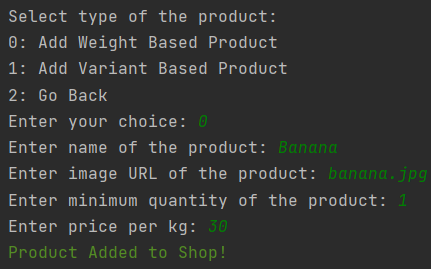 Select type of the product:
0: Add Weight Based Product
1: Add Variant Based Product
2: Go Back
Enter your choice: 0
Enter name of the product: Banana
Enter image URL of the product: banana.jpg
Enter minimum quantity of the product: 1
Enter price per kg: 30
Product Added to Shop!